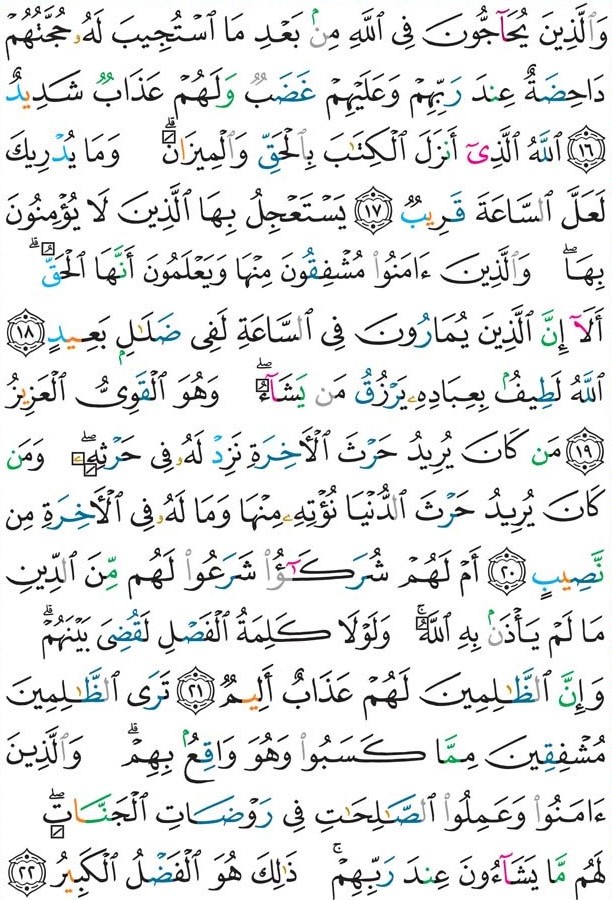 وَٱلَّذِينَ يُحَآجُّونَ فِى ٱللَّهِ مِنۢ بَعْدِ مَا ٱسْتُجِيبَ لَهُۥ حُجَّتُهُمْ
دَاحِضَةٌ عِندَ رَبِّهِمْ وَعَلَيْهِمْ غَضَبٌ وَلَهُمْ عَذَابٌ شَدِيدٌ
﴿١٦﴾ ٱللَّهُ ٱلَّذِىٓ أَنزَلَ ٱلْكِتَٰبَ بِٱلْحَقِّ وَٱلْمِيزَانَ ۗ وَمَا يُدْرِيكَ
لَعَلَّ ٱلسَّاعَةَ قَرِيبٌ ﴿١٧﴾ يَسْتَعْجِلُ بِهَا ٱلَّذِينَ لَا يُؤْمِنُونَ
بِهَا ۖ وَٱلَّذِينَ ءَامَنُوا۟ مُشْفِقُونَ مِنْهَا وَيَعْلَمُونَ أَنَّهَا ٱلْحَقُّ ۗ
أَلَآ إِنَّ ٱلَّذِينَ يُمَارُونَ فِى ٱلسَّاعَةِ لَفِى ضَلَٰلٍۭ بَعِيدٍ ﴿١٨﴾
ٱللَّهُ لَطِيفٌۢ بِعِبَادِهِۦ يَرْزُقُ مَن يَشَآءُ ۖ وَهُوَ ٱلْقَوِىُّ ٱلْعَزِيزُ
﴿١٩﴾ مَن كَانَ يُرِيدُ حَرْثَ ٱلْأَخِرَةِ نَزِدْ لَهُۥ فِى حَرْثِهِۦ ۖ وَمَن
كَانَ يُرِيدُ حَرْثَ ٱلدُّنْيَا نُؤْتِهِۦ مِنْهَا وَمَا لَهُۥ فِى ٱلْأَخِرَةِ مِن
نَّصِيبٍ ﴿٢٠﴾ أَمْ لَهُمْ شُرَكَٰٓؤُا۟ شَرَعُوا۟ لَهُم مِّنَ ٱلدِّينِ
مَا لَمْ يَأْذَنۢ بِهِ ٱللَّهُ ۚ وَلَوْلَا كَلِمَةُ ٱلْفَصْلِ لَقُضِىَ بَيْنَهُمْ ۗ
وَإِنَّ ٱلظَّٰلِمِينَ لَهُمْ عَذَابٌ أَلِيمٌ ﴿٢١﴾ تَرَى ٱلظَّٰلِمِينَ
مُشْفِقِينَ مِمَّا كَسَبُوا۟ وَهُوَ وَاقِعٌۢ بِهِمْ ۗ وَٱلَّذِينَ
ءَامَنُوا۟ وَعَمِلُوا۟ ٱلصَّٰلِحَٰتِ فِى رَوْضَاتِ ٱلْجَنَّاتِ ۖ
لَهُم مَّا يَشَآءُونَ عِندَ رَبِّهِمْ ۚ ذَٰلِكَ هُوَ ٱلْفَضْلُ ٱلْكَبِيرُ ﴿٢٢﴾